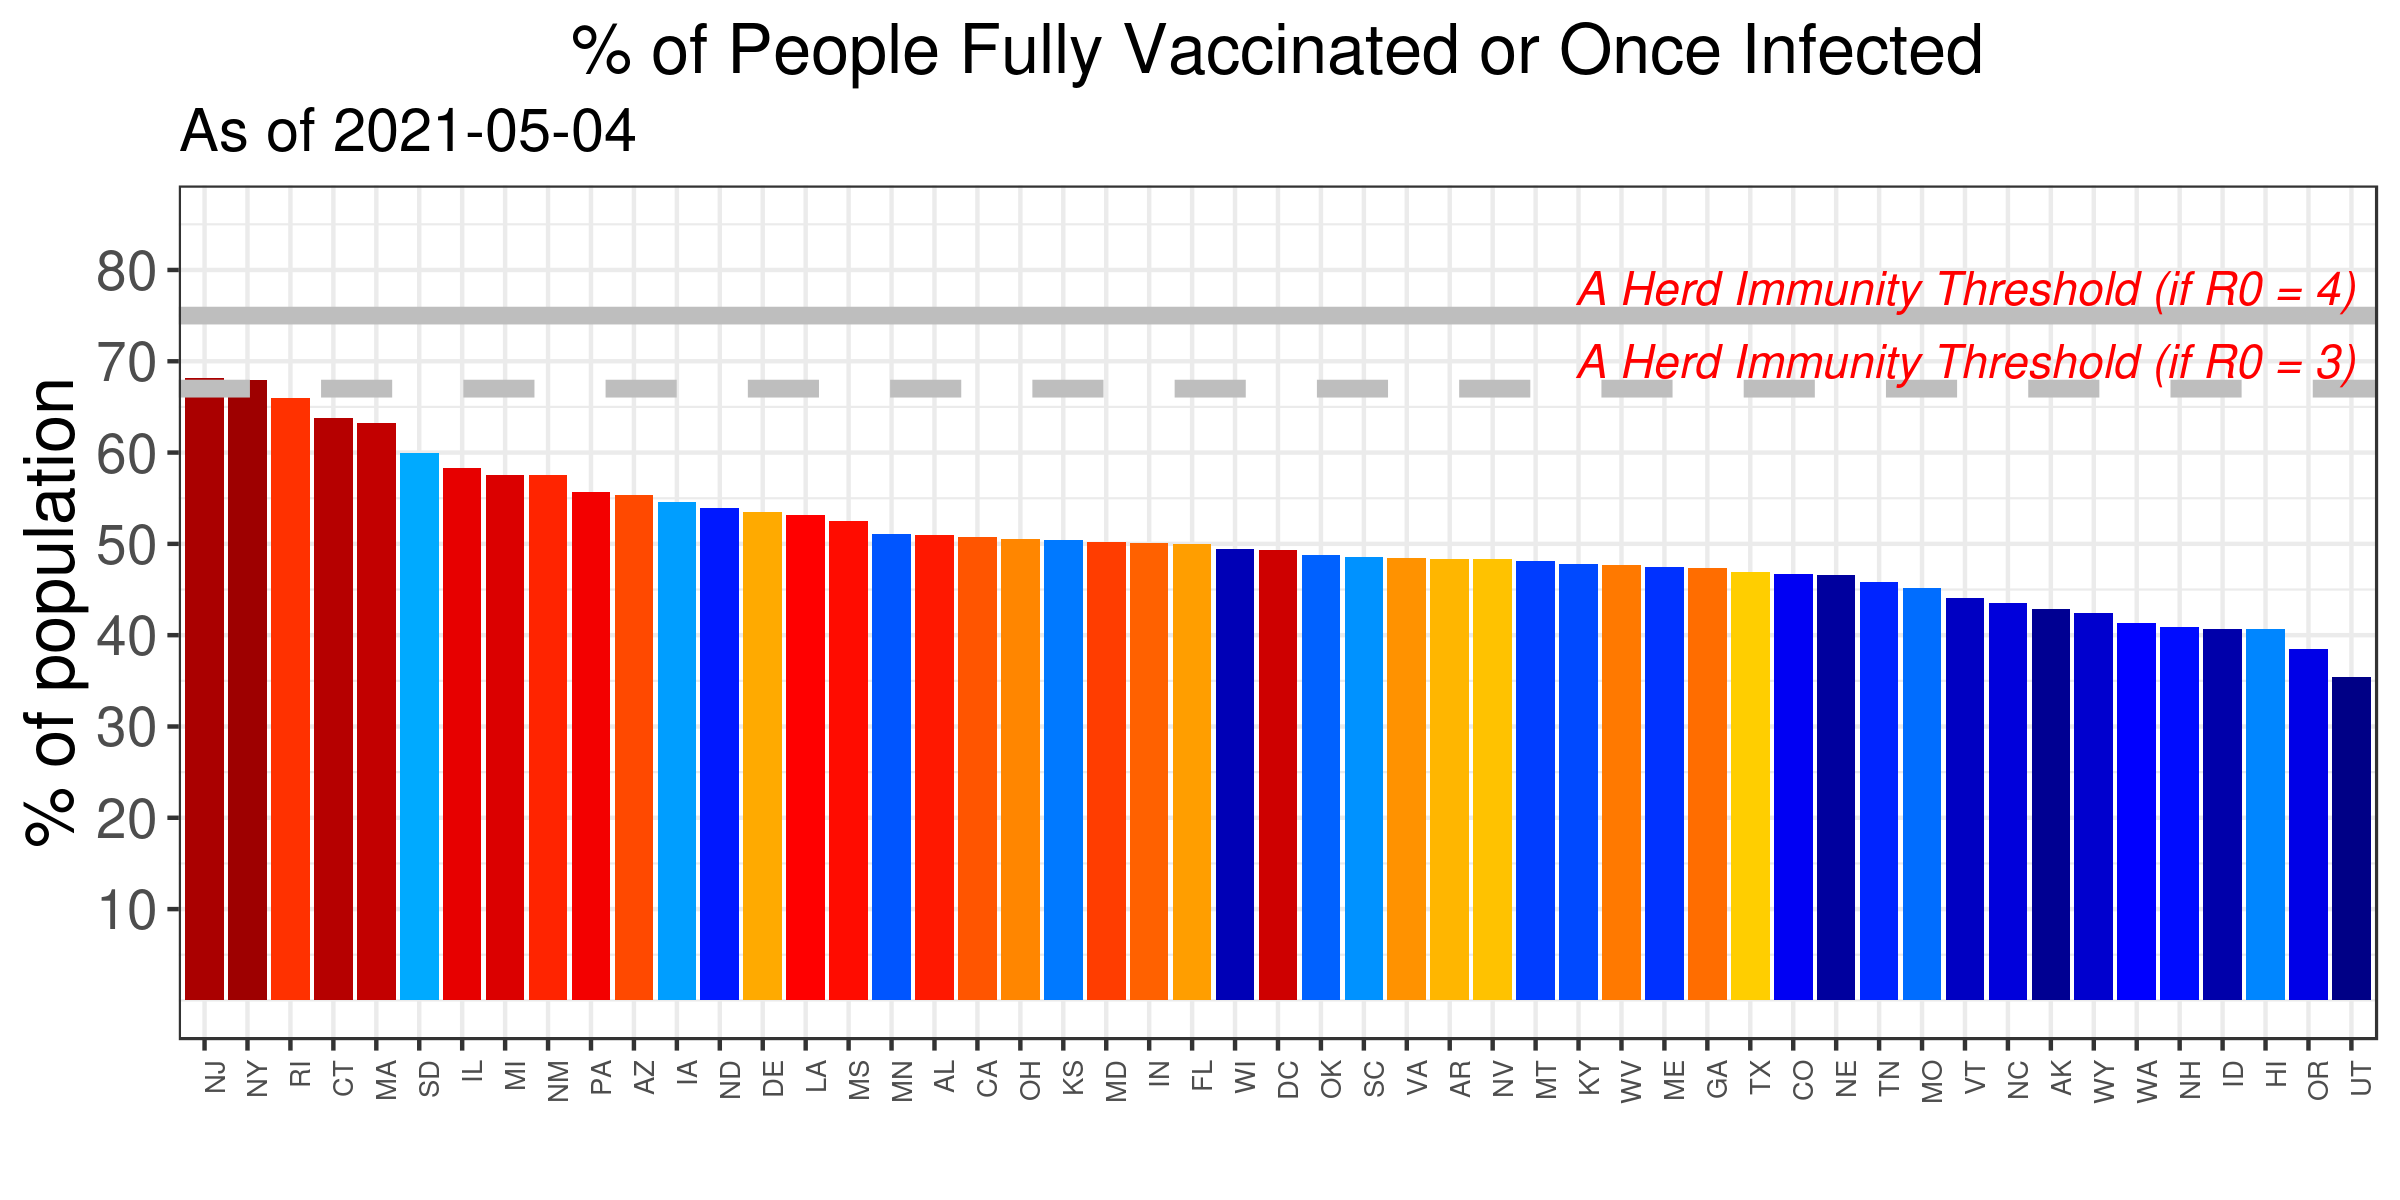 % of People Fully Vaccinated or Once Infected
As of 2021-05-04
% of population
80
70
60
50
40
30
20
10
A Herd Immunity Threshold (if R0 = 4)
A Herd Immunity Threshold (if R0 = 3)
NJ NY RI CT MA SD IL MI NM PA AZ IA ND DE LA MS MN AL CA OH KS MD IN FL WI DC OK SC VA AR NV MT KY WV ME GA TX CO NE TN MO VT NC AK WY WA NH ID HI OR UT